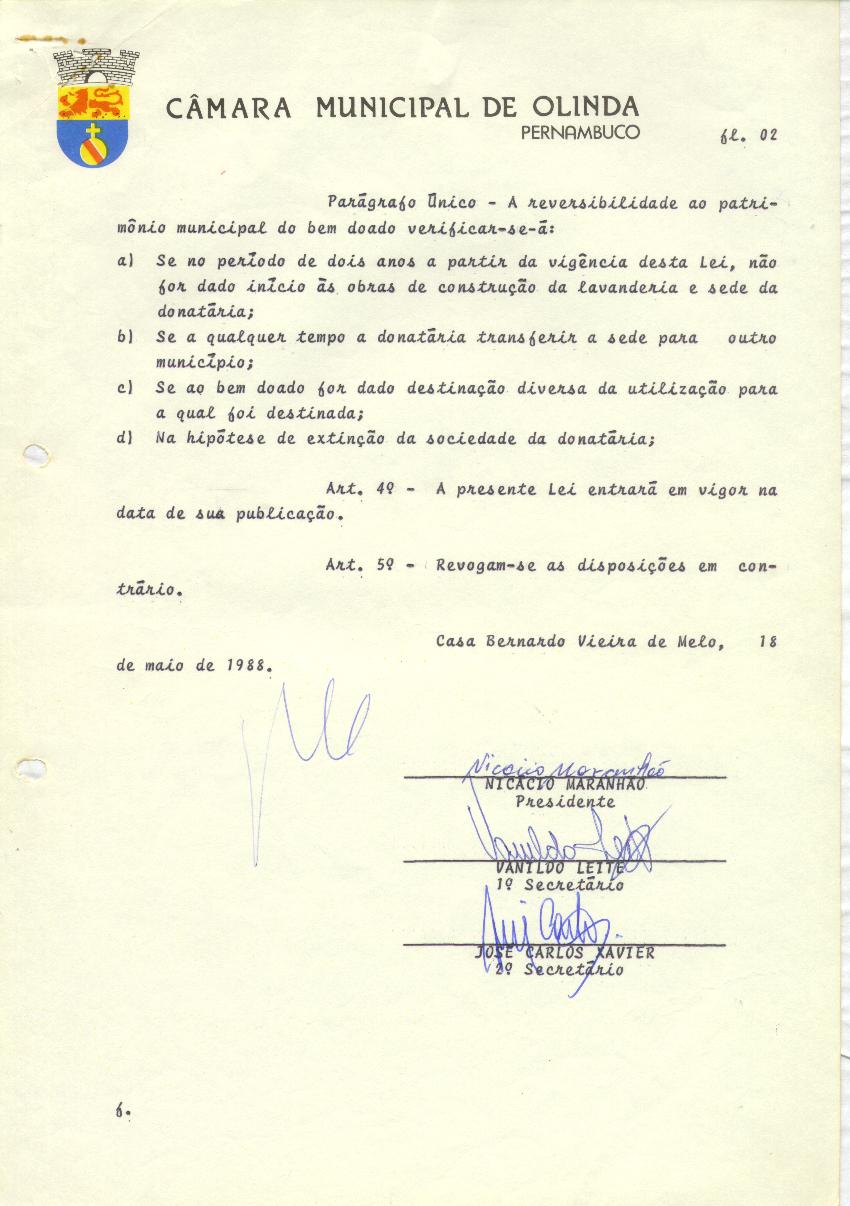 CÂMARA MUNICIPAL DE OLINDA
PERNAMBUCO
fl. 02
Parágrafo Único - A reversibilidade ao patri-
mônio municipal do bem doado verificar-se-á:
a) Se no período de dois anos a partir da vigência desta Lei, não
for dado início às obras de construção da lavanderia e sede da
donatária;
b) Se a qualquer tempo a donatária transferir a sede para outro
município;
c) Se ao bem doado for dado destinação diversa da utilização para
a qual foi destinada;
d) Na hipótese de extinção da sociedade da donatária;
Art. 4º - A presente Lei entrará em vigor na
data de sua publicação.
Art. 5º - Revogam-se as disposições em con-
trário.
Casa Bernardo Vieira de Melo, 18
de maio de 1988.
Nicácio Maranhão
NICÁCIO MARANHÃO
Presidente
Vanildo Leite
VANILDO LEITE
1º Secretário
José Carlos
JOSÉ CARLOS XAVIER
2º Secretário
f.